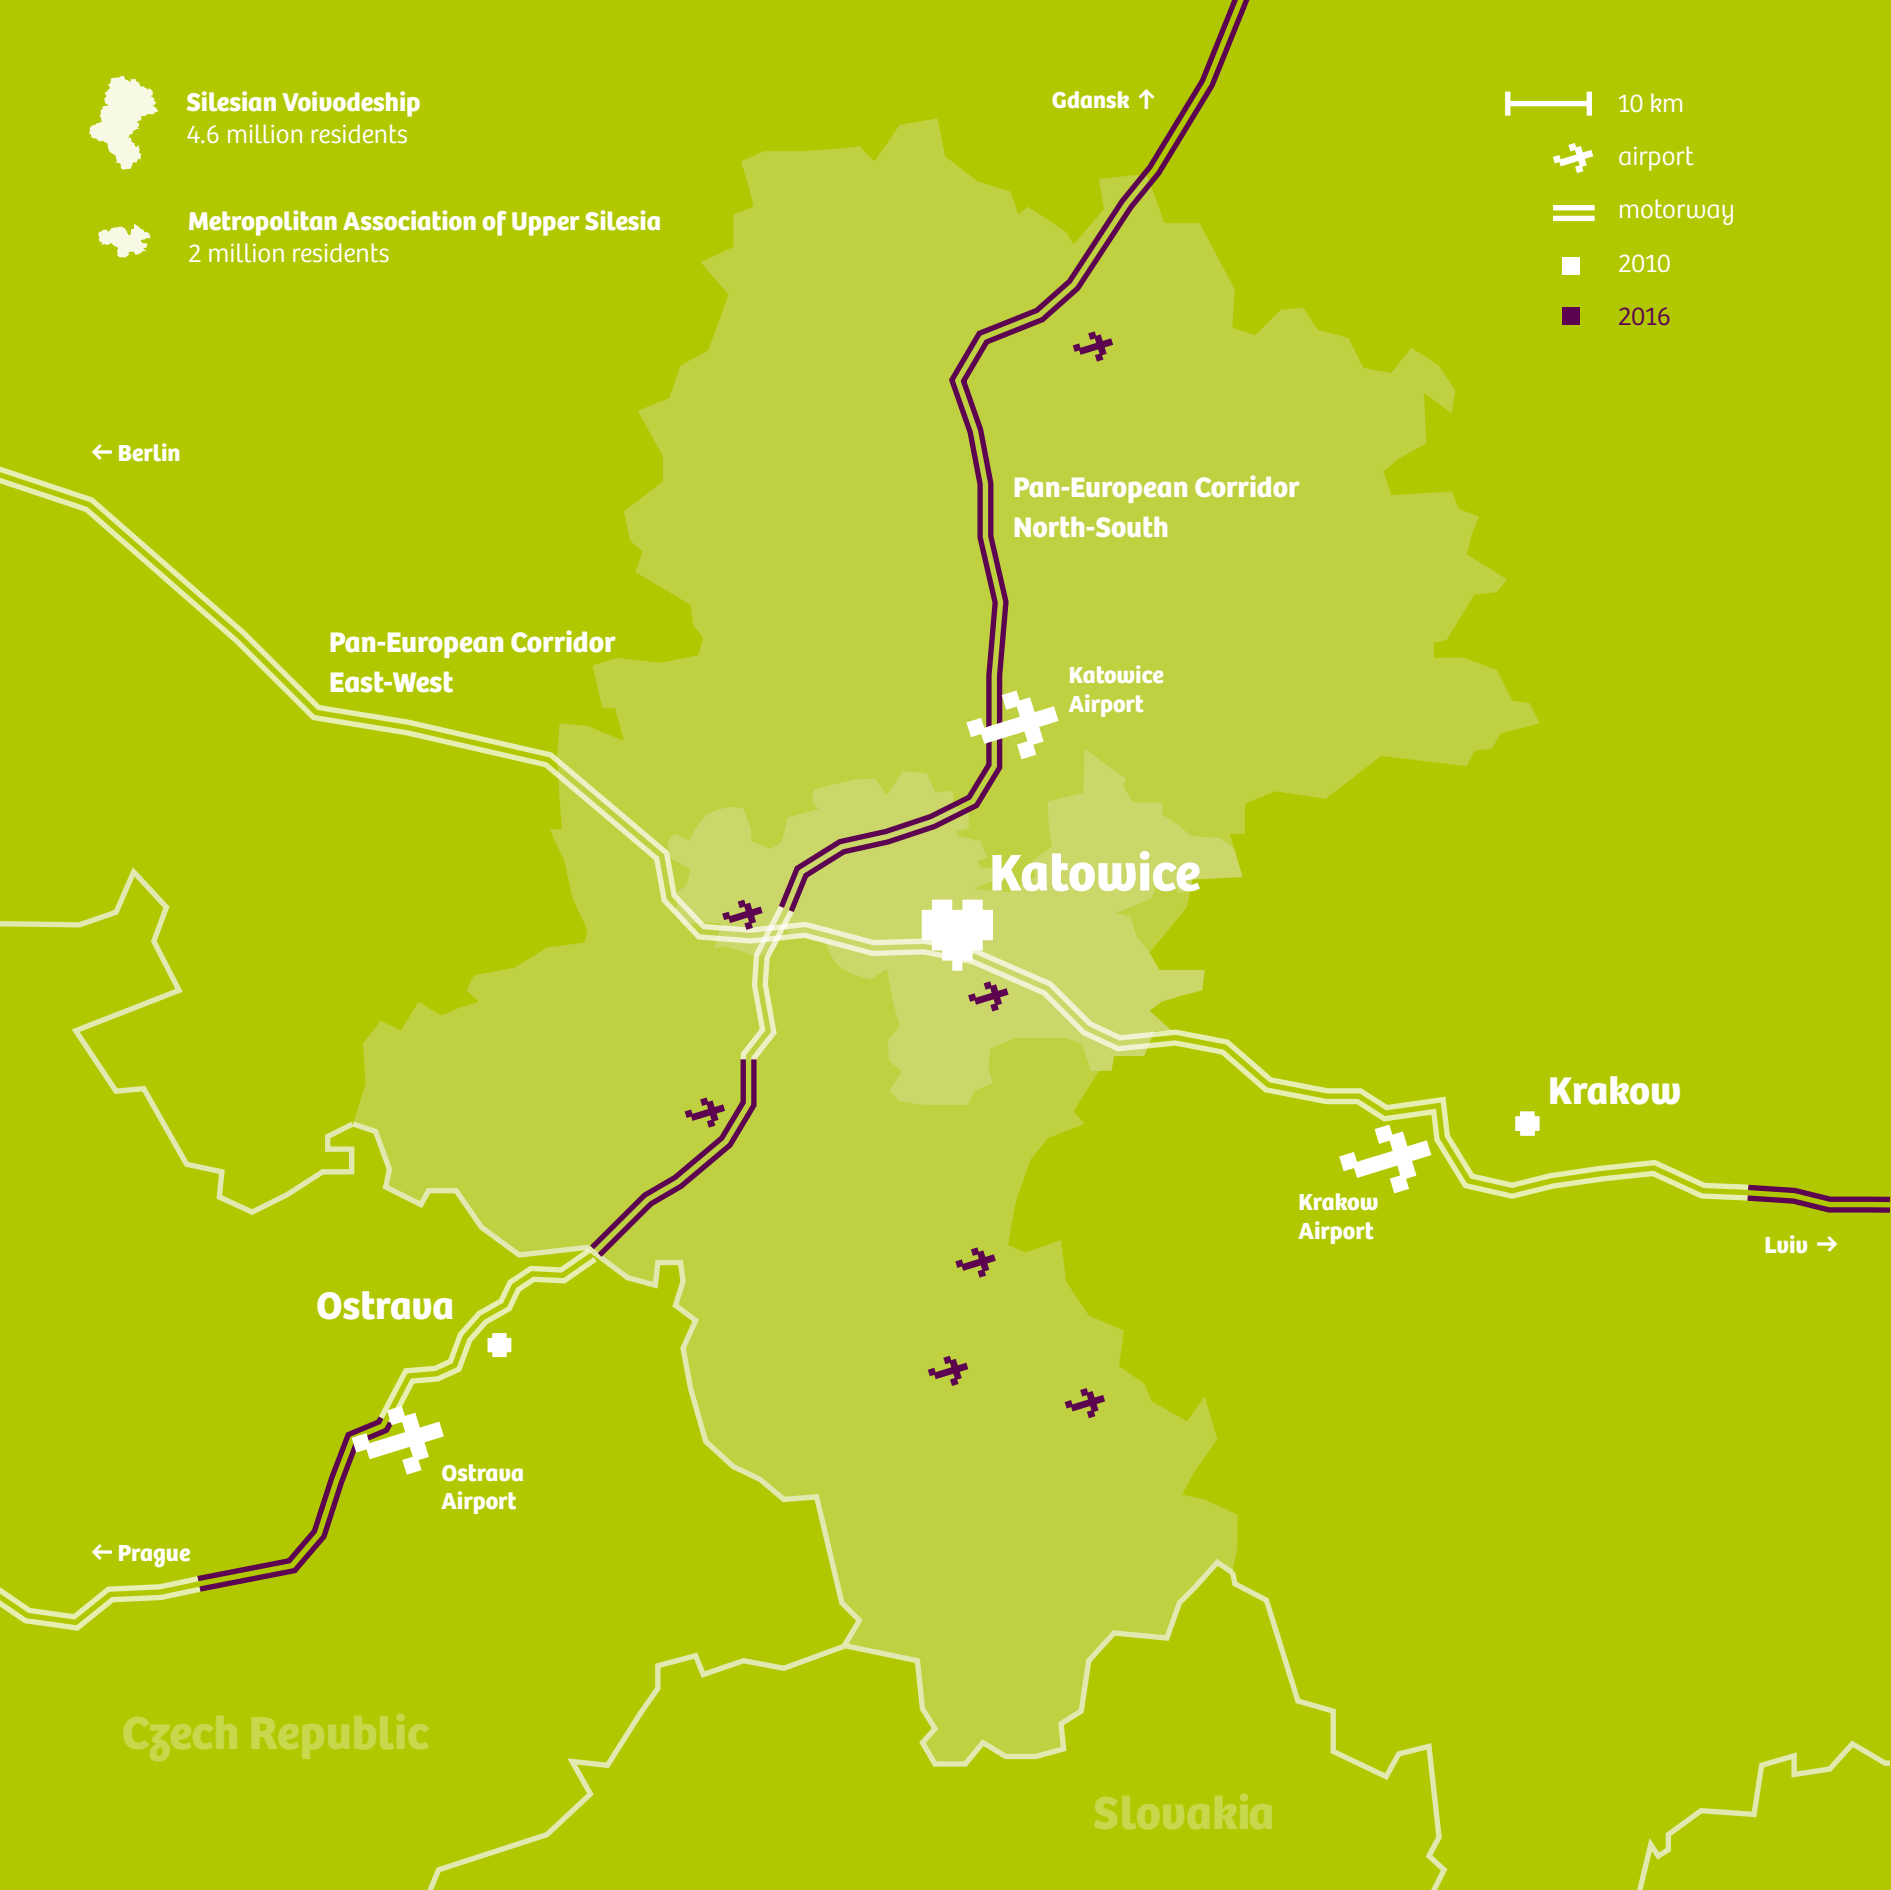 Silesian Voivodeship
4.6 million residents
Metropolitan Association of Upper Silesia
2 million residents
Gdansk ↑
10 km
airport
motorway
2010
2016
← Berlin
Pan-European Corridor
North-South
Pan-European Corridor
East-West
Katowice
Airport
Katowice
Krakow
Krakow
Airport
Lviv →
Ostrava
Ostrava
Airport
← Prague
Czech Republic
Slovakia